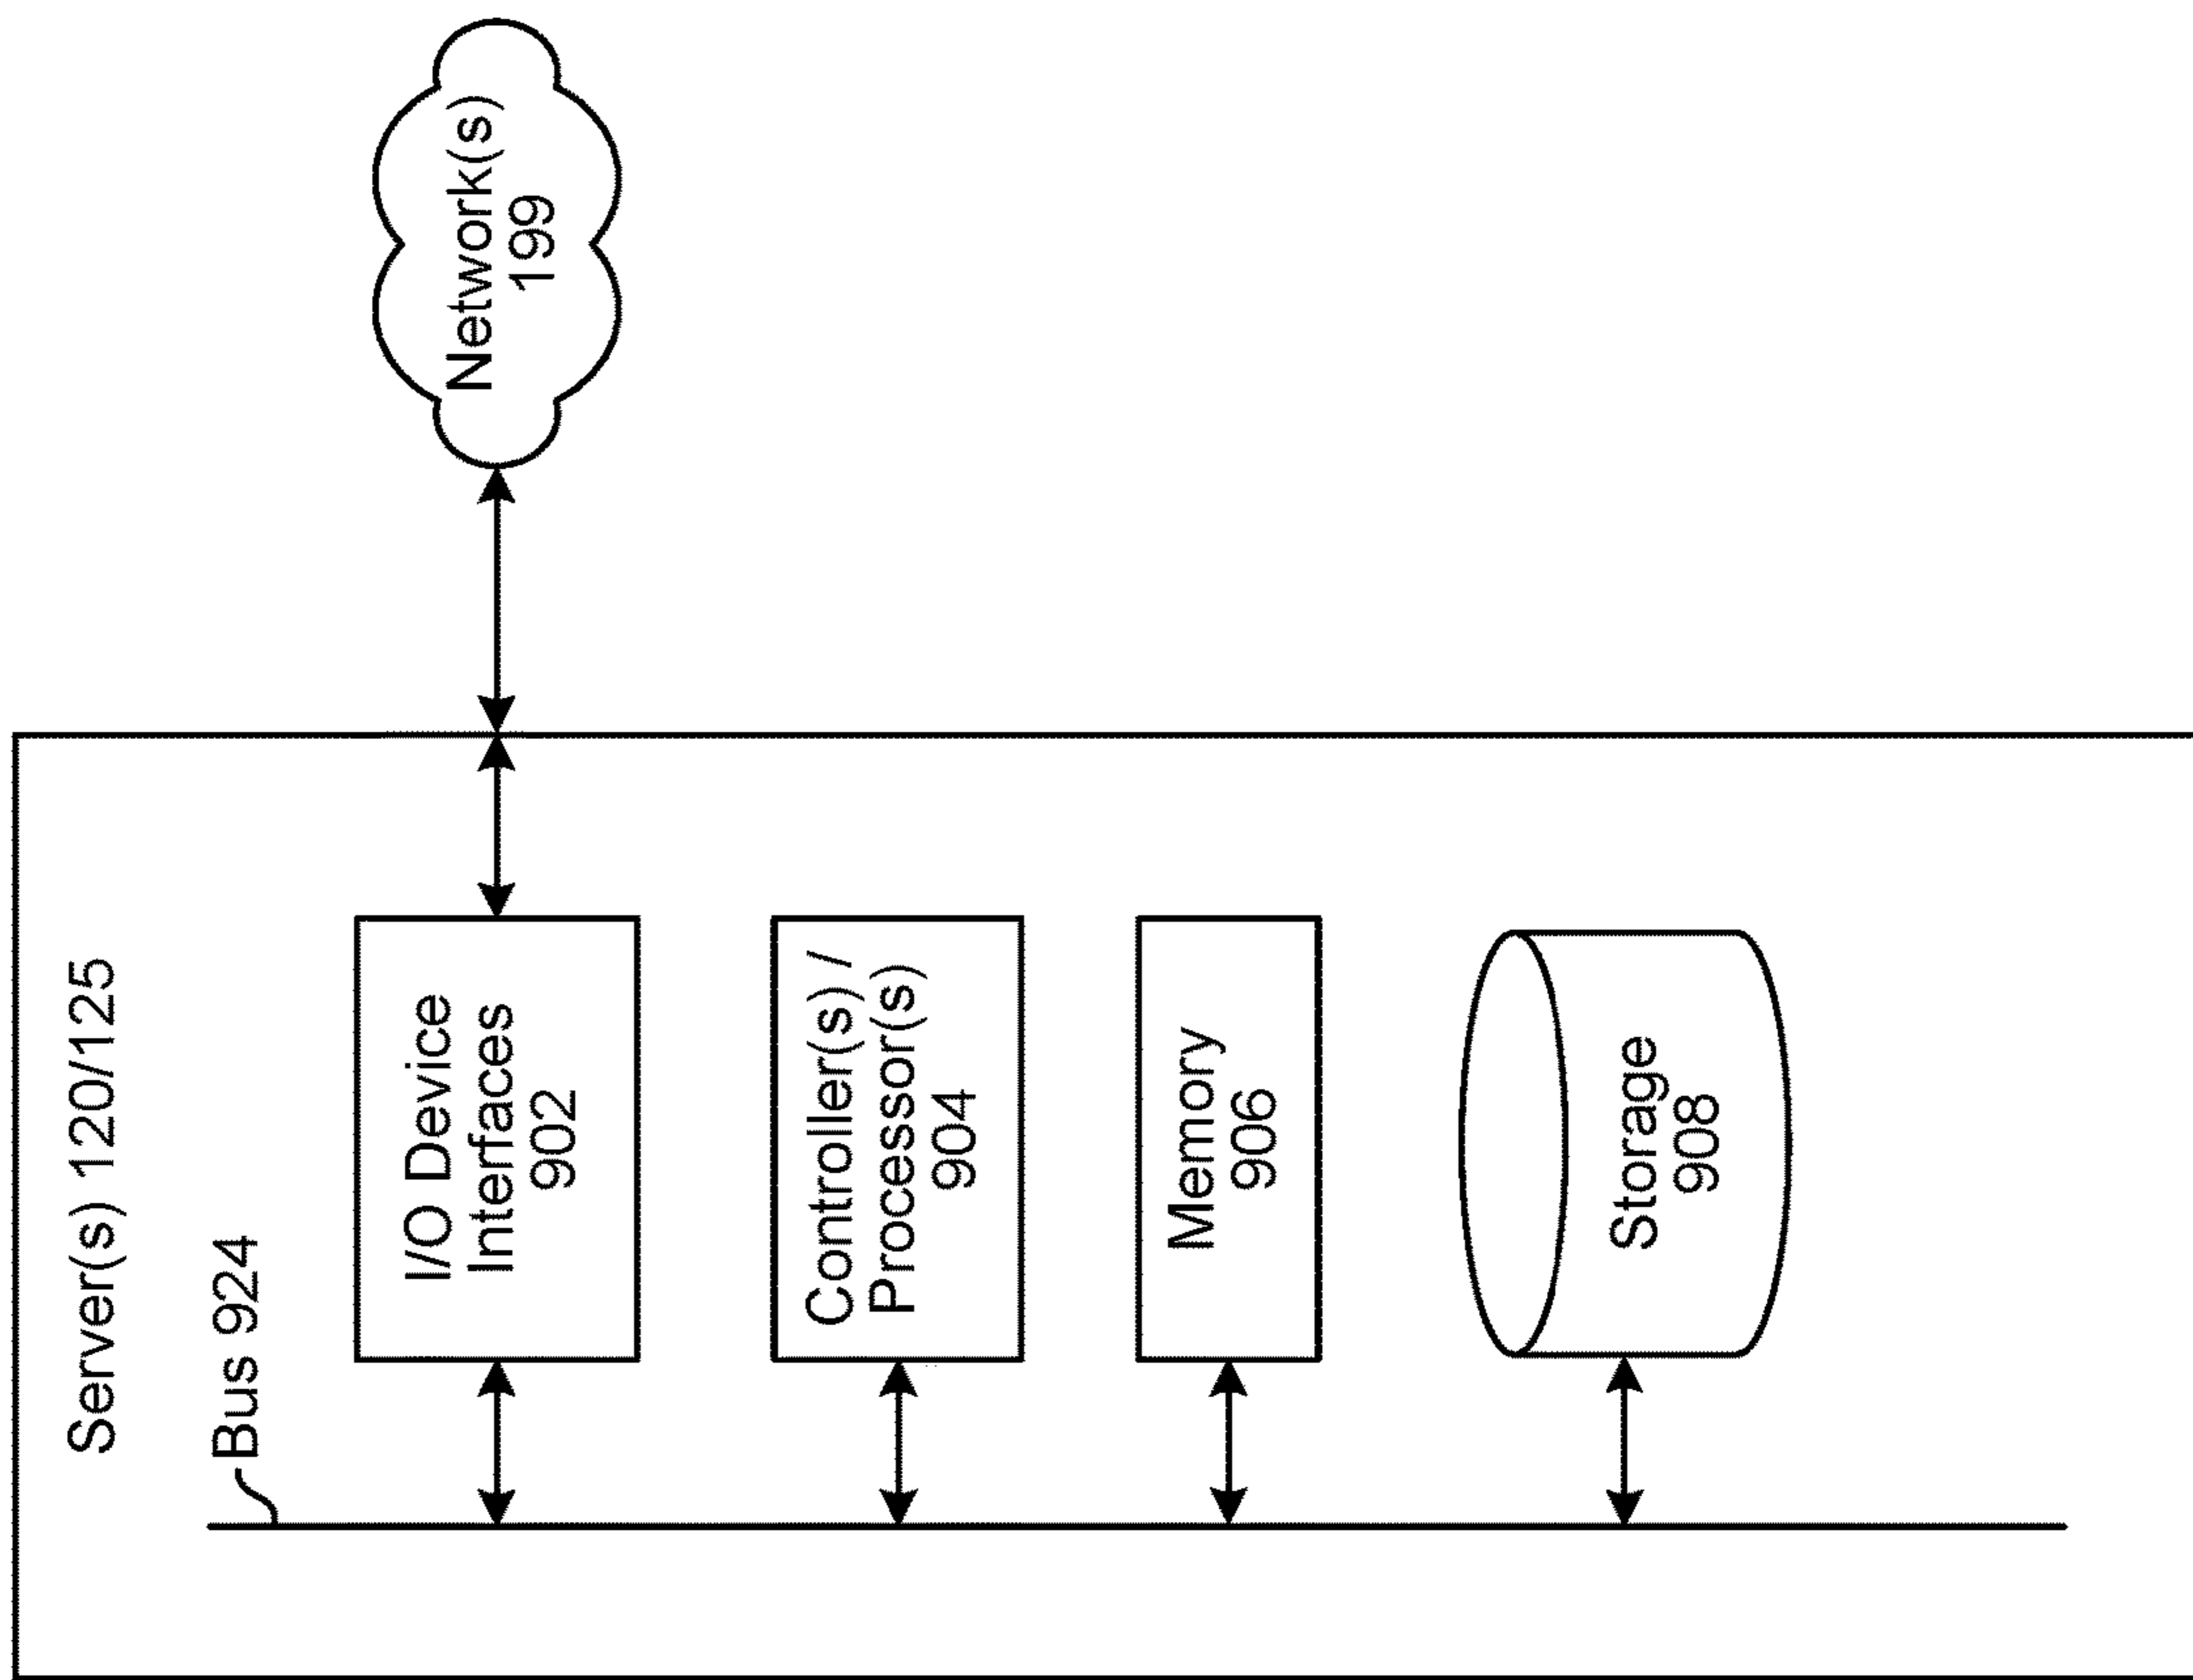 Server(s) 120/125
Bus 924
I/O Device
Interfaces
902
Network(s)
199
Controller(s) /
Processor(s)
904
Memory
906
Storage
908